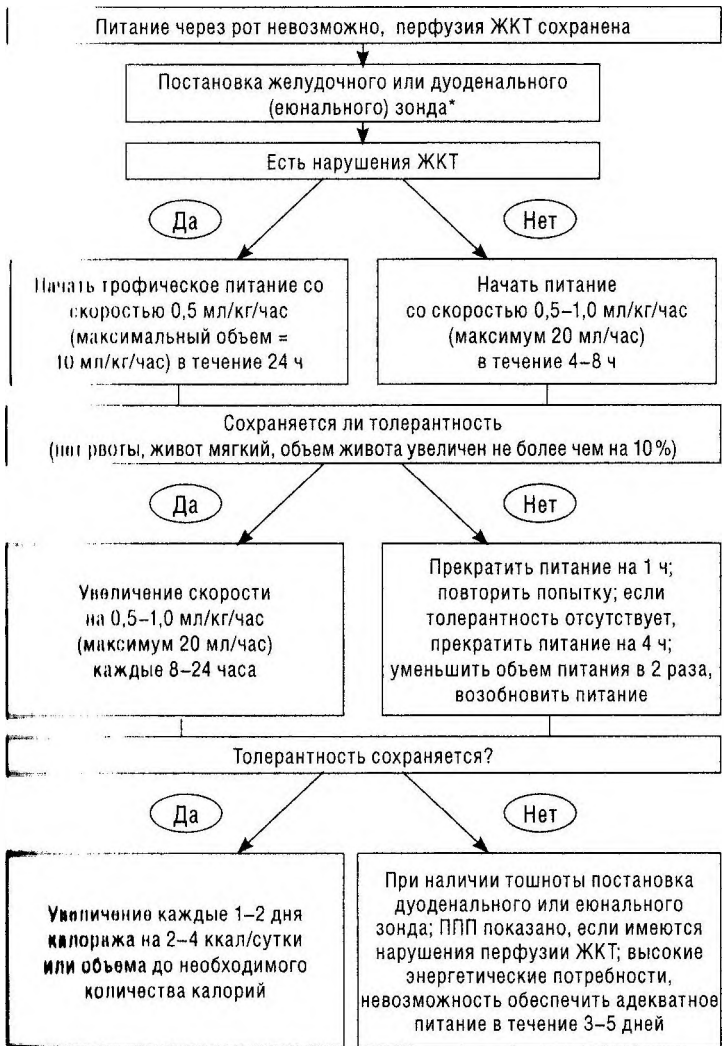 Питание через рот невозможно, перфузия ЖКТ сохранена
Постановка желудочного или дуоденального
(еюнального) зонда*
Есть нарушения ЖКТ
Да
Нет
Начать трофическое питание со
скоростью 0,5 мл/кг/час
(максимальный объем =
10 мл/кг/час) в течение 24 ч
Начать питание
со скоростью 0,5–1,0 мл/кг/час
(максимум 20 мл/час)
в течение 4–8 ч
Сохраняется ли толерантность
(нет рвоты, живот мягкий, объем живота увеличен не более чем на 10%)
Да
Нет
Увеличение скорости
на 0,5–1,0 мл/кг/час
(максимум 20 мл/час)
каждые 8–24 часа
Прекратить питание на 1 ч;
повторить попытку; если
толерантность отсутствует,
прекратить питание на 4 ч;
уменьшить объем питания в 2 раза,
возобновить питание
Толерантность сохраняется?
Да
Нет
Увеличение каждые 1–2 дня
калоража на 2–4 ккал/сутки
или объема до необходимого
количества калорий
При наличии тошноты постановка
дуоденального или еюнального
зонда; ППП показано, если имеются
нарушения перфузии ЖКТ; высокие
энергетические потребности,
невозможность обеспечить адекватное
питание в течение 3–5 дней